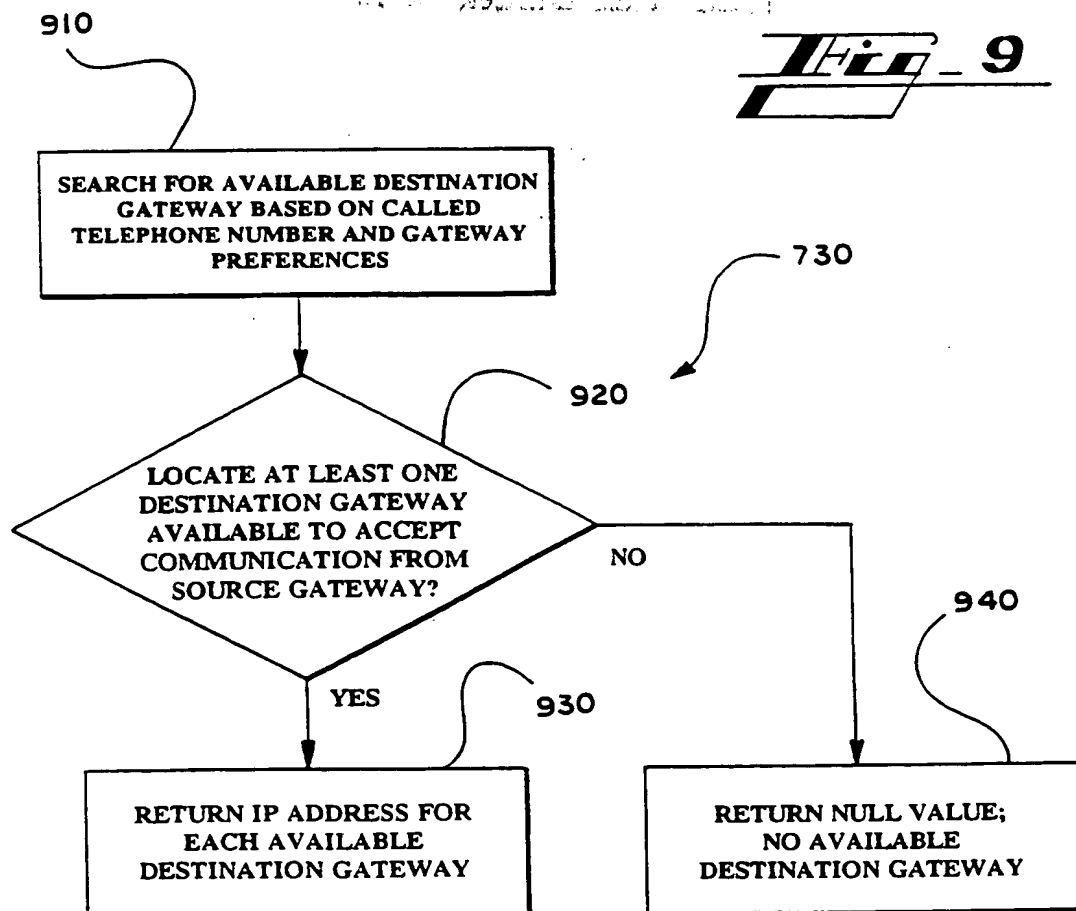 910
Fig_9
SEARCH FOR AVAILABLE DESTINATION
GATEWAY BASED ON CALLED
TELEPHONE NUMBER AND GATEWAY
PREFERENCES
730
920
LOCATE AT LEAST ONE
DESTINATION GATEWAY
AVAILABLE TO ACCEPT
COMMUNICATION FROM
SOURCE GATEWAY?
NO
940
YES
930
RETURN IP ADDRESS FOR
EACH AVAILABLE
DESTINATION GATEWAY
RETURN NULL VALUE;
NO AVAILABLE
DESTINATION GATEWAY